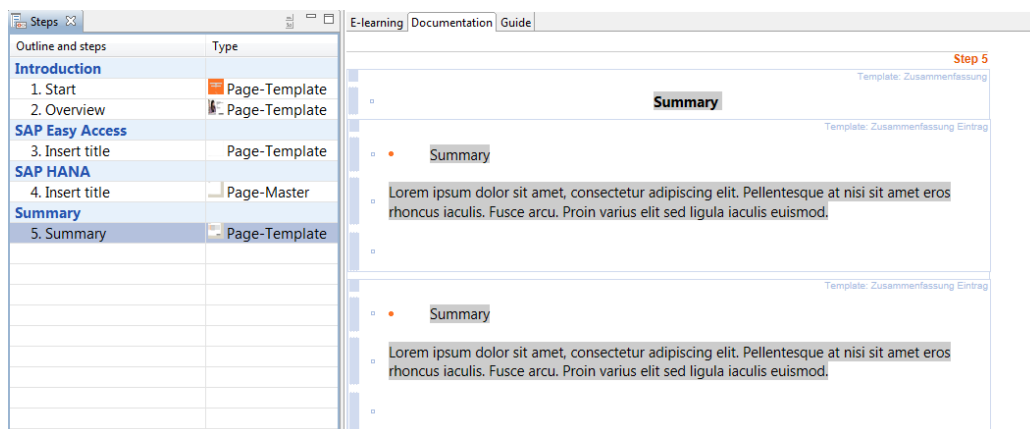 Steps
E-learning Documentation Guide
Outline and steps Type
Introduction
1. Start Page-Template
2. Overview Page-Template
SAP Easy Access
3. Insert title Page-Template
SAP HANA
4. Insert title Page-Master
Summary
5. Summary Page-Template
Step 5
Template: Zusammenfassung
Summary
Template: Zusammenfassung Eintrag
• Summary
Lorem ipsum dolor sit amet, consectetur adipiscing elit. Pellentesque at nisi sit amet eros
rhoncus iaculis. Fusce arcu. Proin varius elit sed ligula iaculis euismod.
Template: Zusammenfassung Eintrag
• Summary
Lorem ipsum dolor sit amet, consectetur adipiscing elit. Pellentesque at nisi sit amet eros
rhoncus iaculis. Fusce arcu. Proin varius elit sed ligula iaculis euismod.